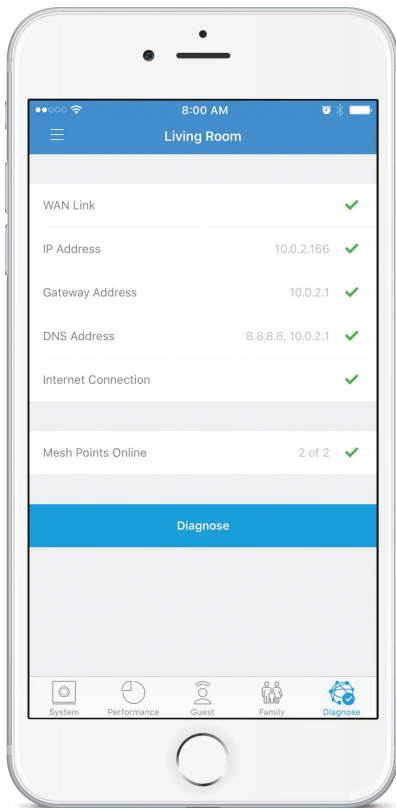 8:00 AM
Living Room
WAN Link
IP Address 10.0.2.166
Gateway Address 10.0.2.1
DNS Address 8.8.8.8, 10.0.2.1
Internet Connection
Mesh Points Online 2 of 2
Diagnose
System Performance Guest Family Diagnose